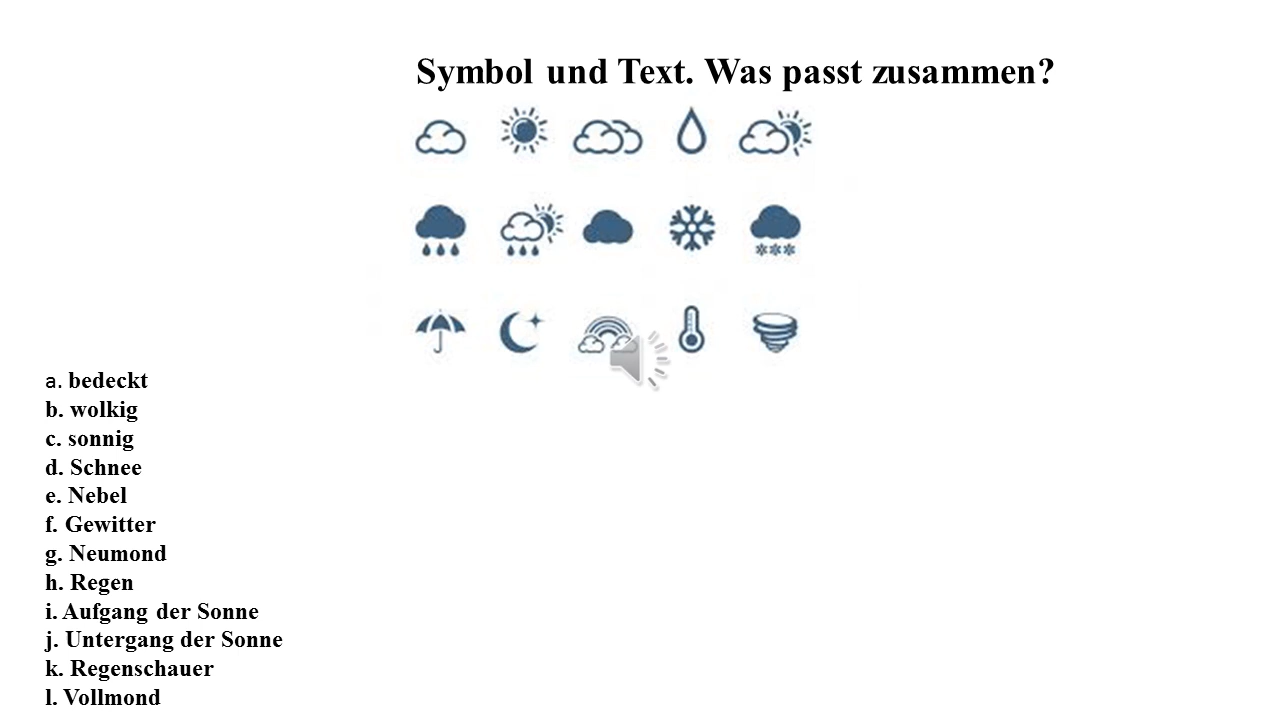 Symbol und Text. Was passt zusammen?
a. bedeckt
b. wolkig
c. sonnig
d. Schnee
e. Nebel
f. Gewitter
g. Neumond
h. Regen
i. Aufgang der Sonne
j. Untergang der Sonne
k. Regenschauer
l. Vollmond